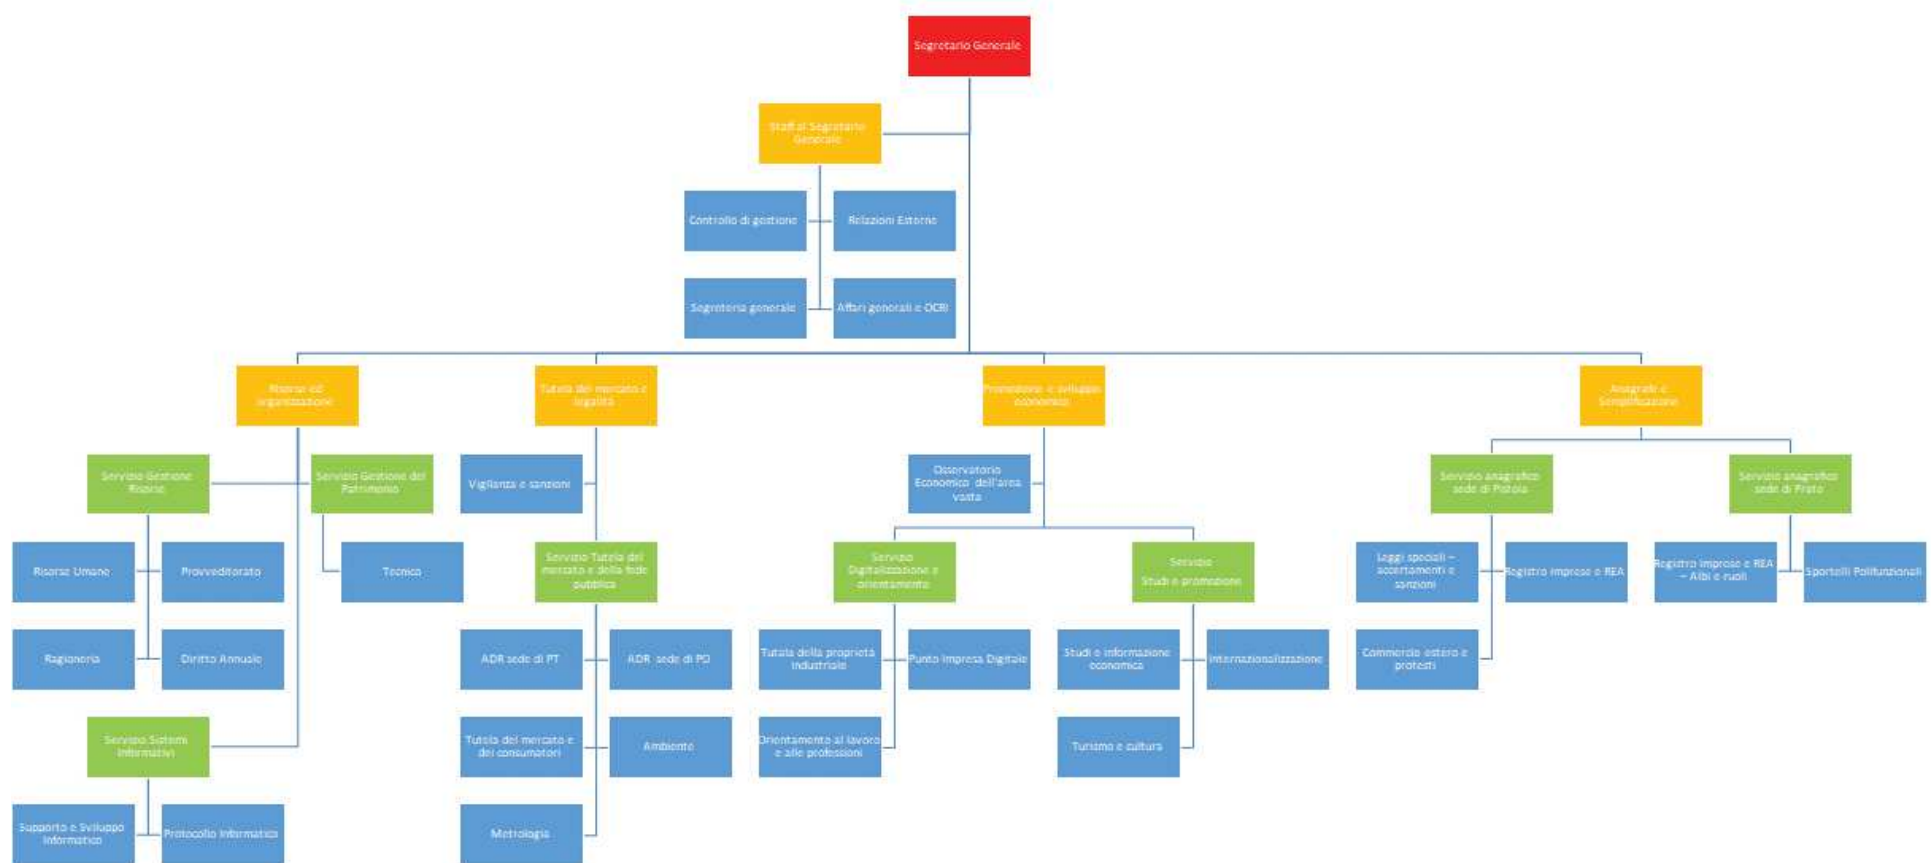 Segretario Generale
Staff al Segretario
Generale
Controllo di gestione
Relazioni Esterne
Segreteria generale
Affari generali e OCRI
Risorse ed
organizzazione
Tutela del mercato e
legalità
Promozione e sviluppo
economico
Anagrafe e
Semplificazione
Servizio Gestione
Risorse
Servizio Gestione del
Patrimonio
Vigilanza e sanzioni
Osservatorio
Economico dell'area
vasta
Servizio anagrafico
sede di Pistoia
Servizio anagrafico
sede di Prato
Risorse Umane
Provveditorato
Tecnico
Servizio Tutela del
mercato e della fede
pubblica
Servizio
Digitalizzazione e
orientamento
Servizio
Studi e promozione
Leggi speciali –
accertamenti e
sanzioni
Registro imprese e REA
Registro imprese e REA
– Albi e ruoli
Sportelli Polifunzionali
Ragioneria
Diritto Annuale
ADR sede di PT
ADR sede di PO
Tutala della proprietà
industriale
Punto Impresa Digitale
Studi e informazione
economica
Internazionalizzazione
Commercio estero e
protesti
Servizio Sistemi
Informativi
Tutela del mercato e
dei consumatori
Ambiente
Orientamento al lavoro
e alle professioni
Turismo e cultura
Supporto e Sviluppo
Informatico
Protocollo Informatico
Metrologia